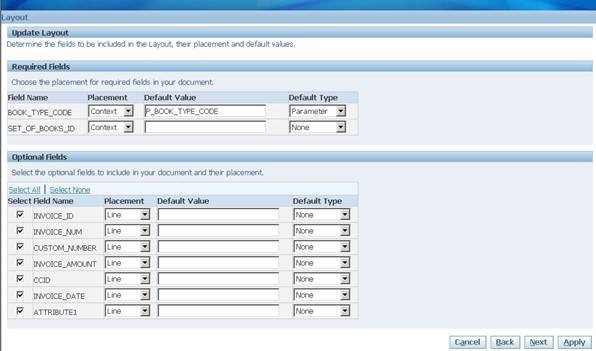 Layout
Update Layout
Determine the fields to be included in the Layout, their placement and default values.
Required Fields
Choose the placement for required fields in your document.
Field Name Placement Default Value Default Type
BOOK_TYPE_CODE Context P_BOOK_TYPE_CODE Parameter
SET_OF_BOOKS_ID Context None
Optional Fields
Select the optional fields to include in your document and their placement.
Select All | Select None
Select Field Name Placement Default Value Default Type
INVOICE_ID Line None
INVOICE_NUM Line None
CUSTOM_NUMBER Line None
INVOICE_AMOUNT Line None
CCID Line None
INVOICE_DATE Line None
ATTRIBUTE1 Line None
Cancel Back Next Apply